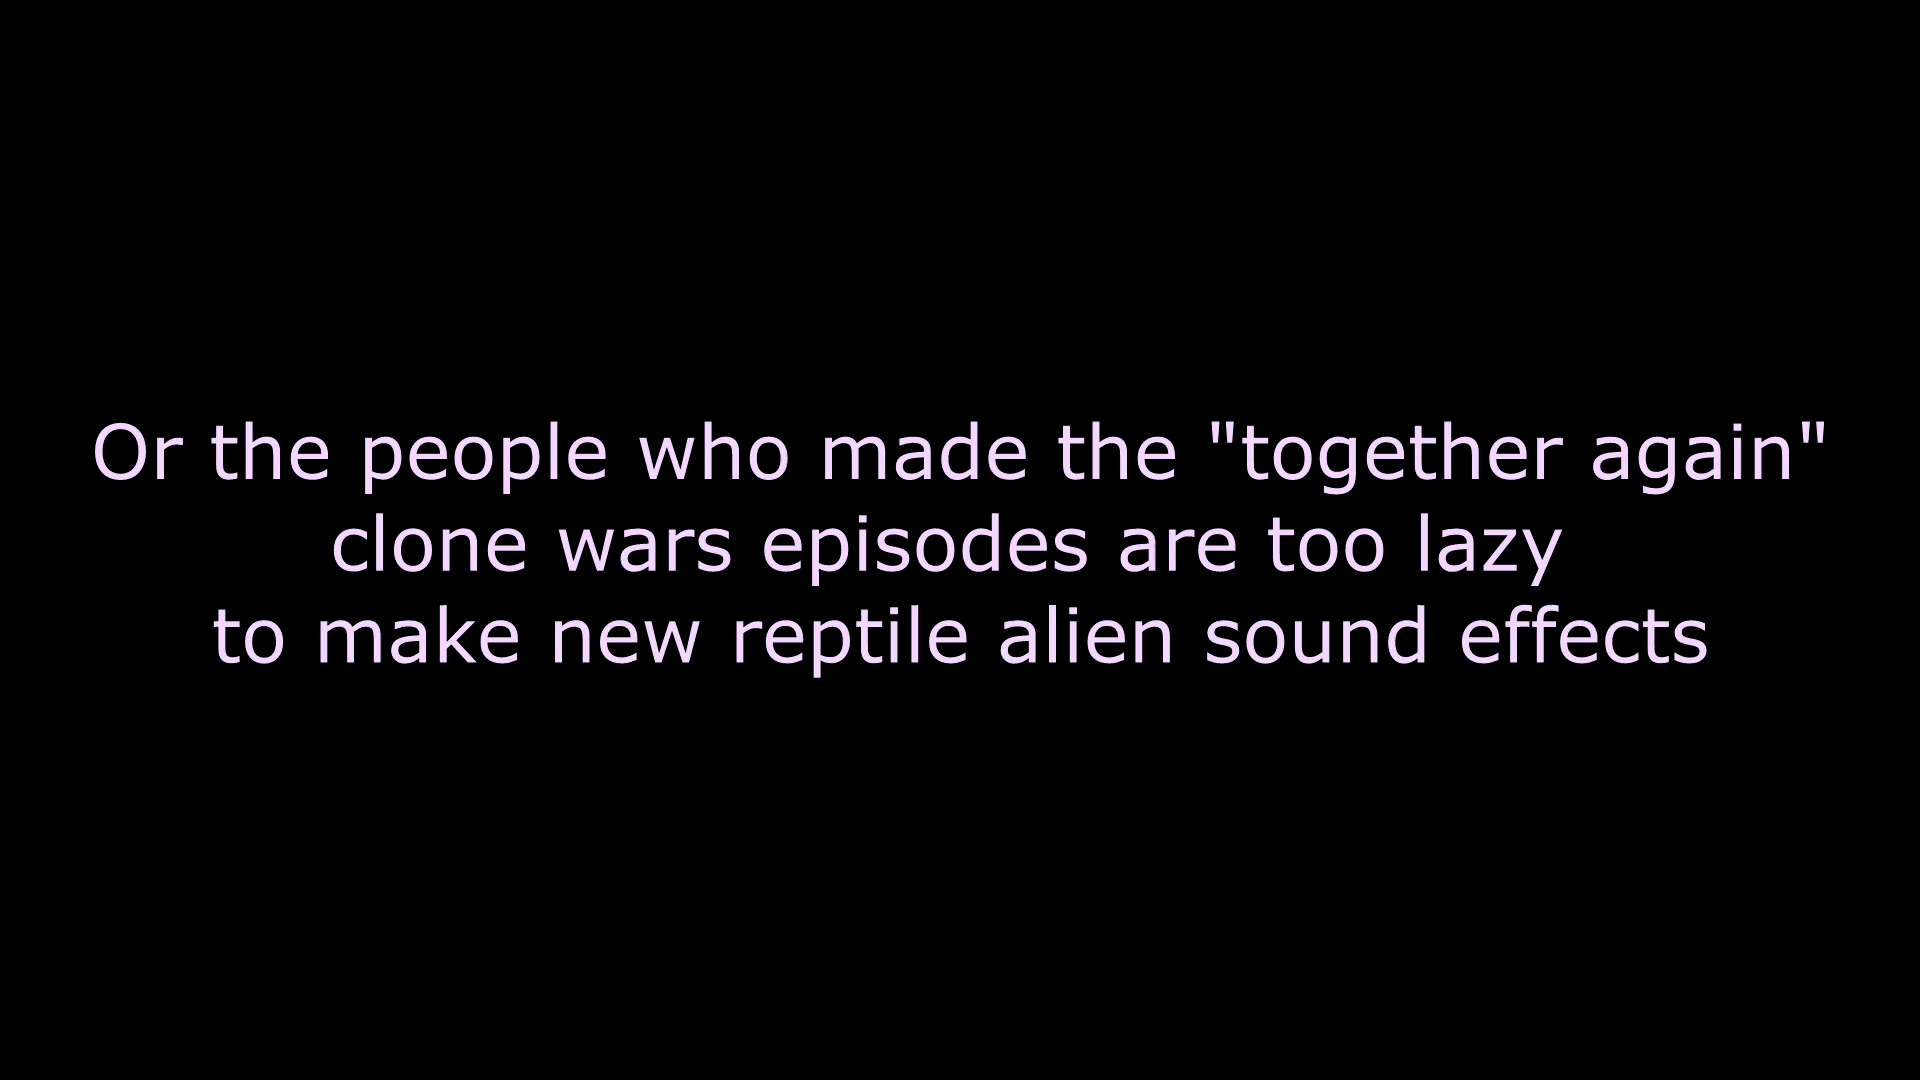 Or the people who made the "together again"
clone wars episodes are too lazy
to make new reptile alien sound effects